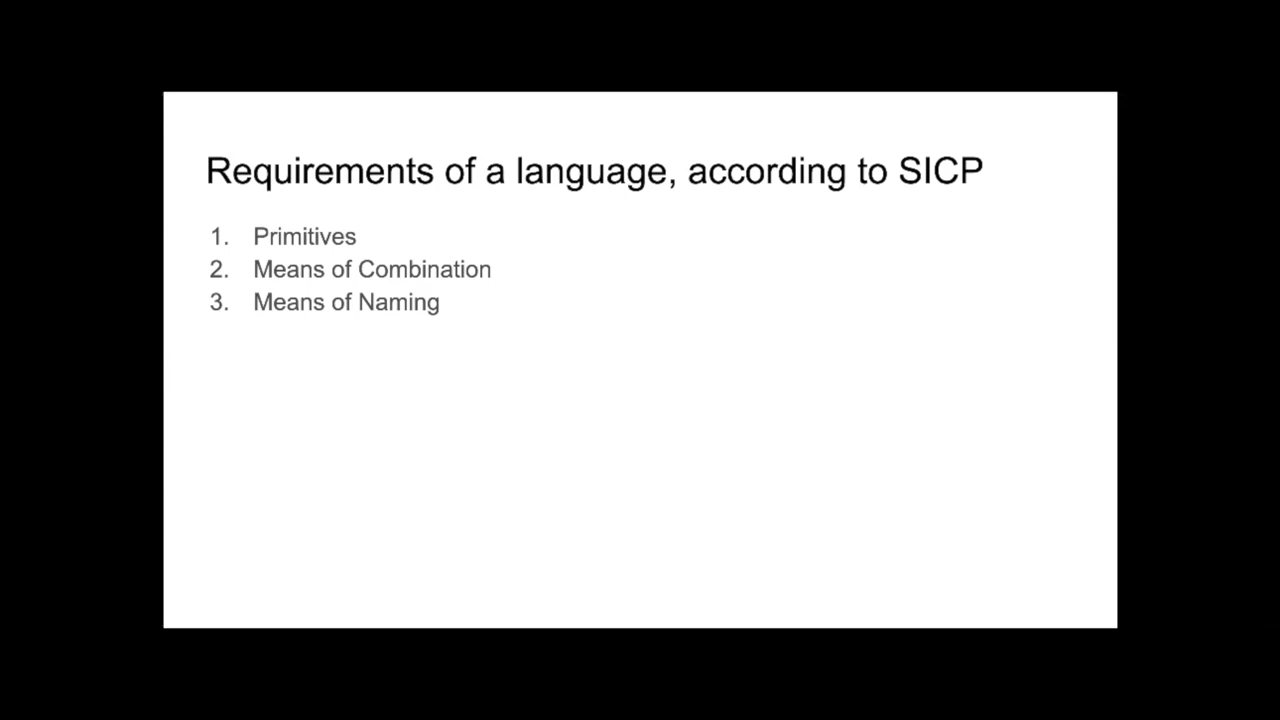 Requirements of a language, according to SICP
1. Primitives
2. Means of Combination
3. Means of Naming